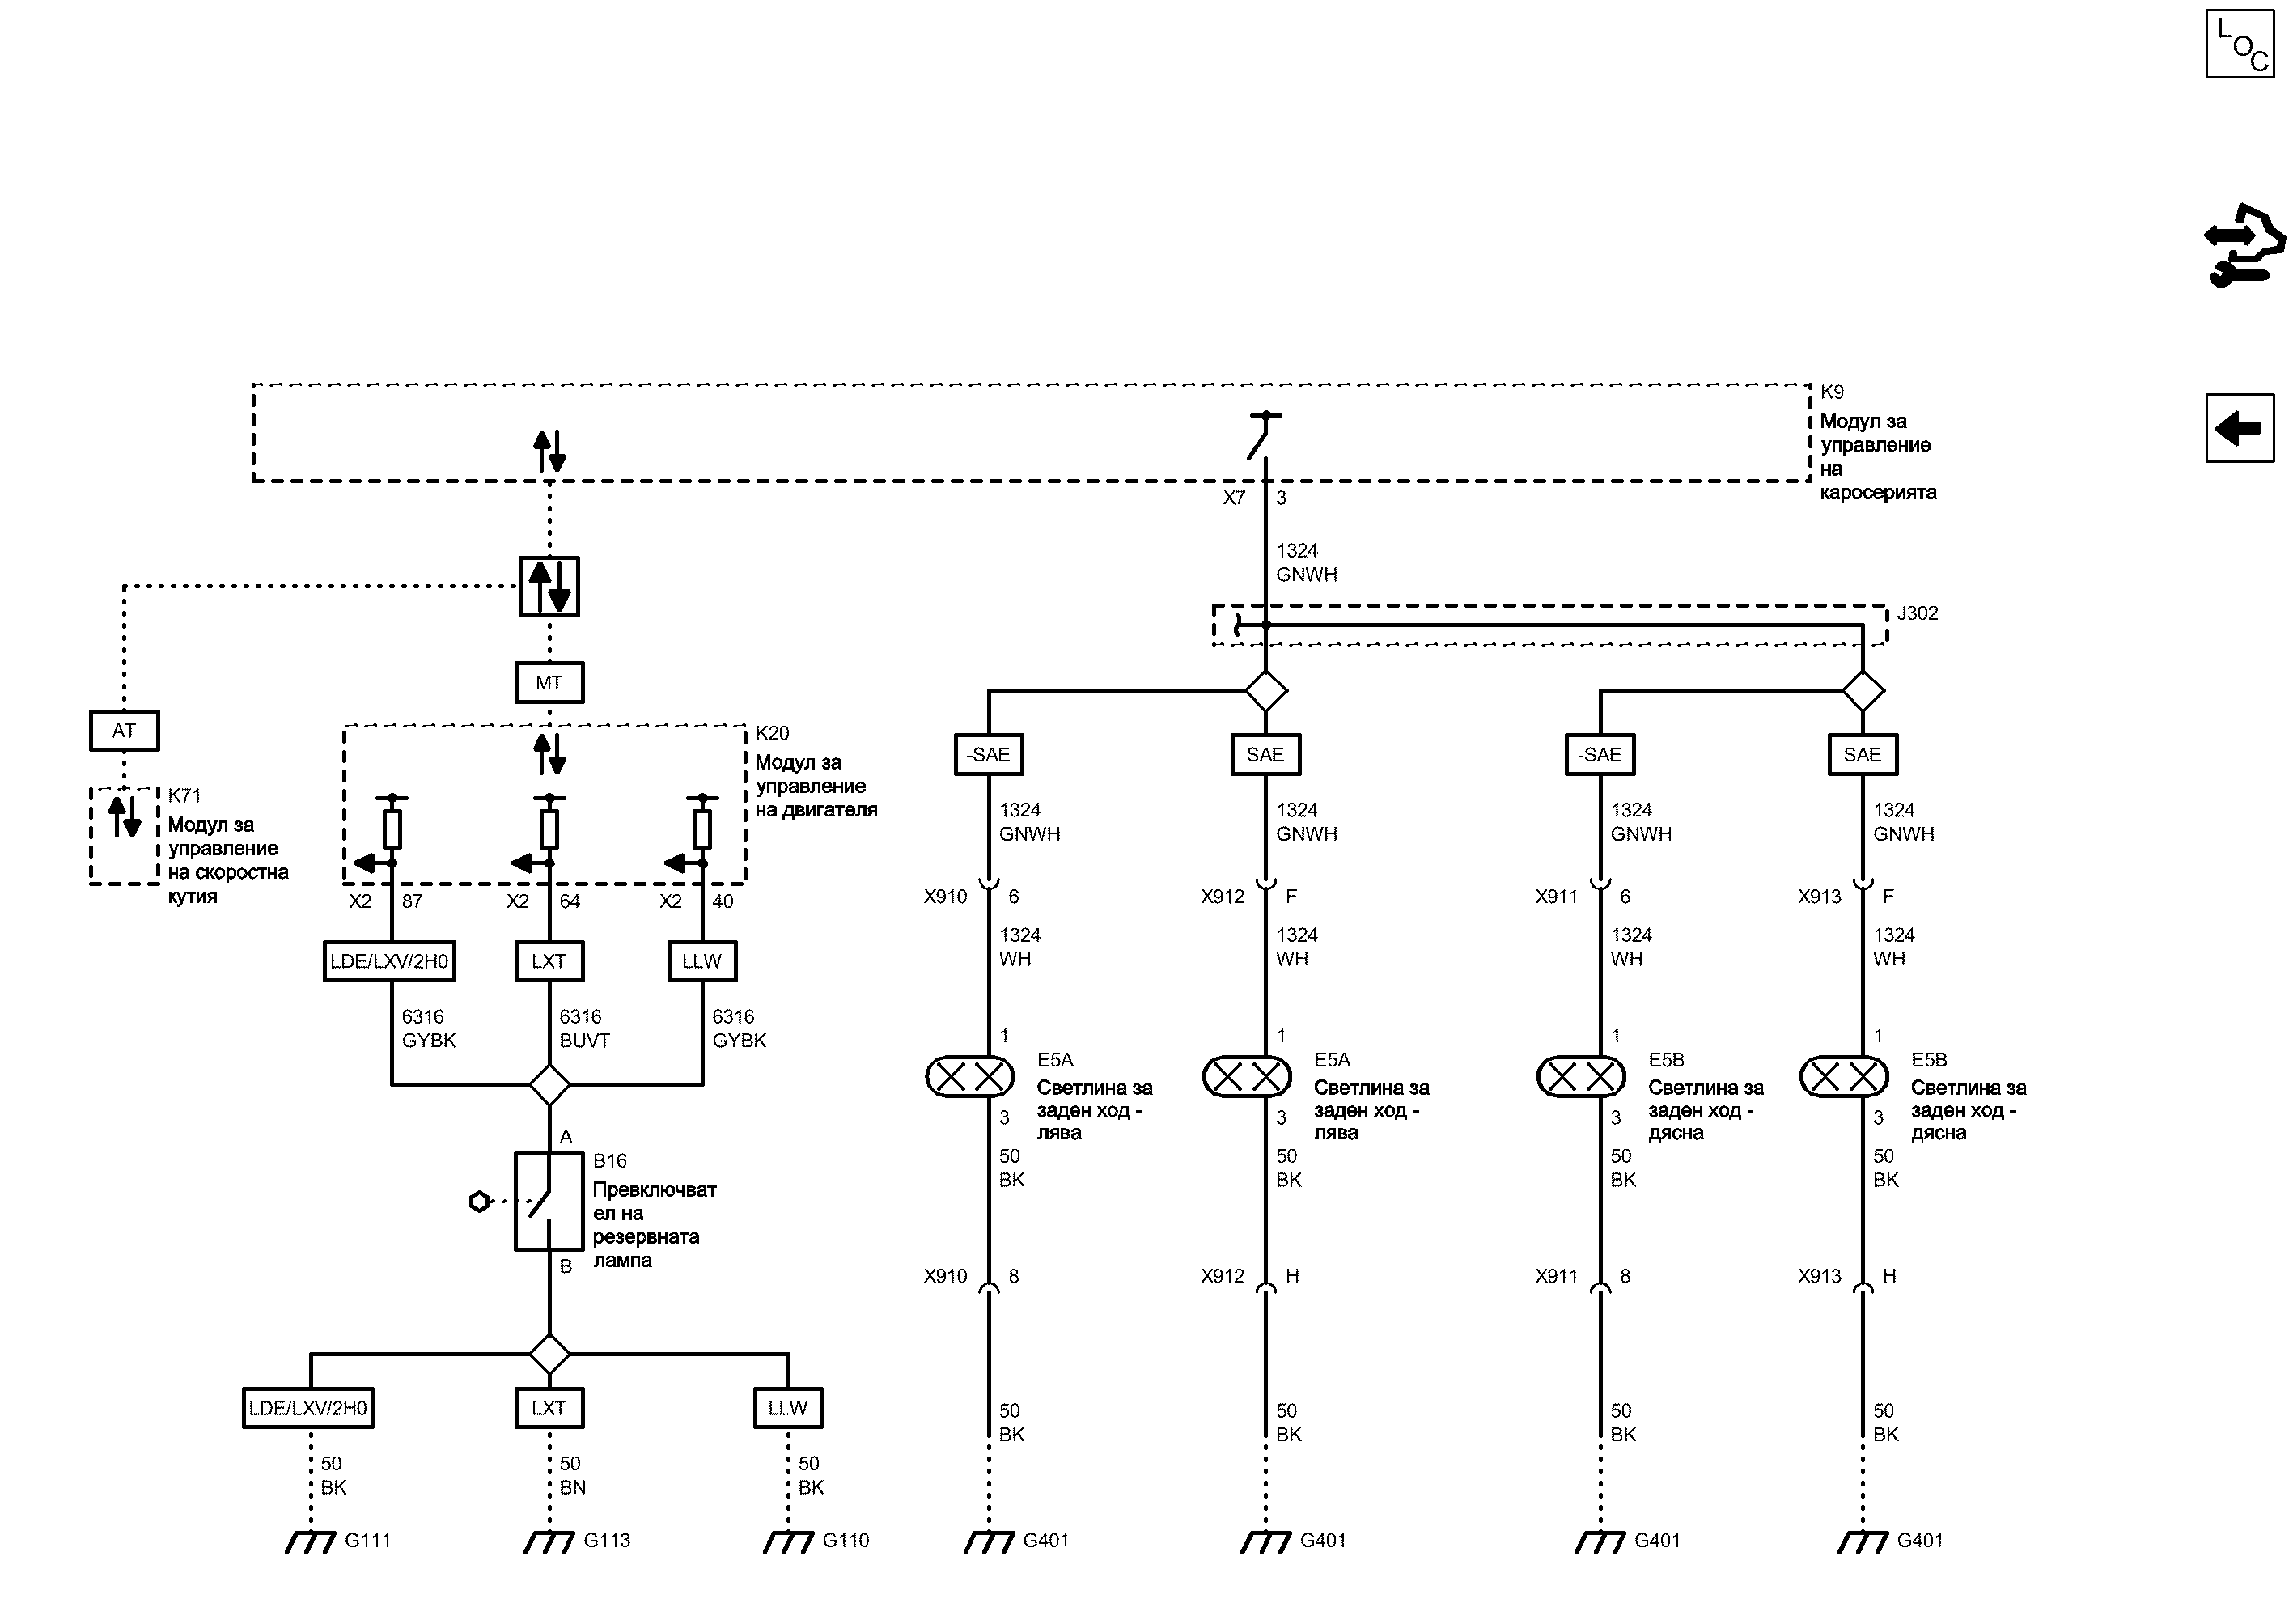 LOC
K9
Модул за
управление
на
каросерията
X7 3
1324
GNWH
J302
MT
AT
K20
Модул за
управление
на двигателя
K71
Модул за
управление
на скоростна
кутия
-SAE SAE -SAE SAE
1324 1324 1324 1324
GNWH GNWH GNWH GNWH
X2 87 X2 64 X2 40
X910 6 X912 F X911 6 X913 F
LDE/LXV/2H0 LXT LLW
1324 1324 1324 1324
WH WH WH WH
6316 6316 6316
GYBK BUVT GYBK
1 1 1 1
E5A
Светлина за
заден ход -
лява
E5A
Светлина за
заден ход -
лява
E5B
Светлина за
заден ход -
дясна
E5B
Светлина за
заден ход -
дясна
3 3 3 3
50 50 50 50
BK BK BK BK
A
B16
Превключват
ел на
резервната
лампа
B
X910 8 X912 H X911 8 X913 H
LDE/LXV/2H0 LXT LLW
50 50 50 50
BK BK BK BK
50 50 50
BK BN BK
G111 G113 G110 G401 G401 G401 G401